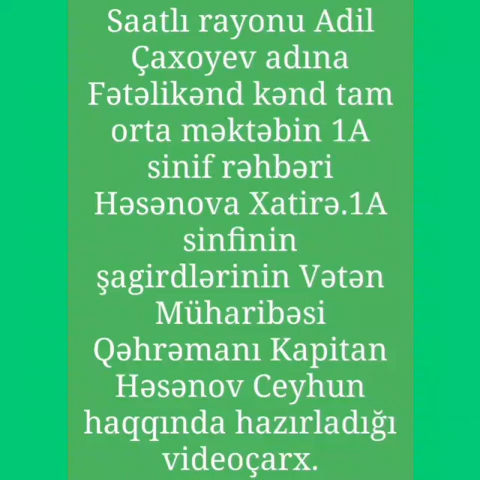 Saatlı rayonu Adil
Çaxoyev adına
Fətəlikənd kənd tam
orta məktəbin 1A
sinif rəhbəri
Həsənova Xatirə.1A
sinfinin
şagirdlərinin Vətən
Müharibəsi
Qəhrəmanı Kapitan
Həsənov Ceyhun
haqqında hazırladığı
videoçarx.